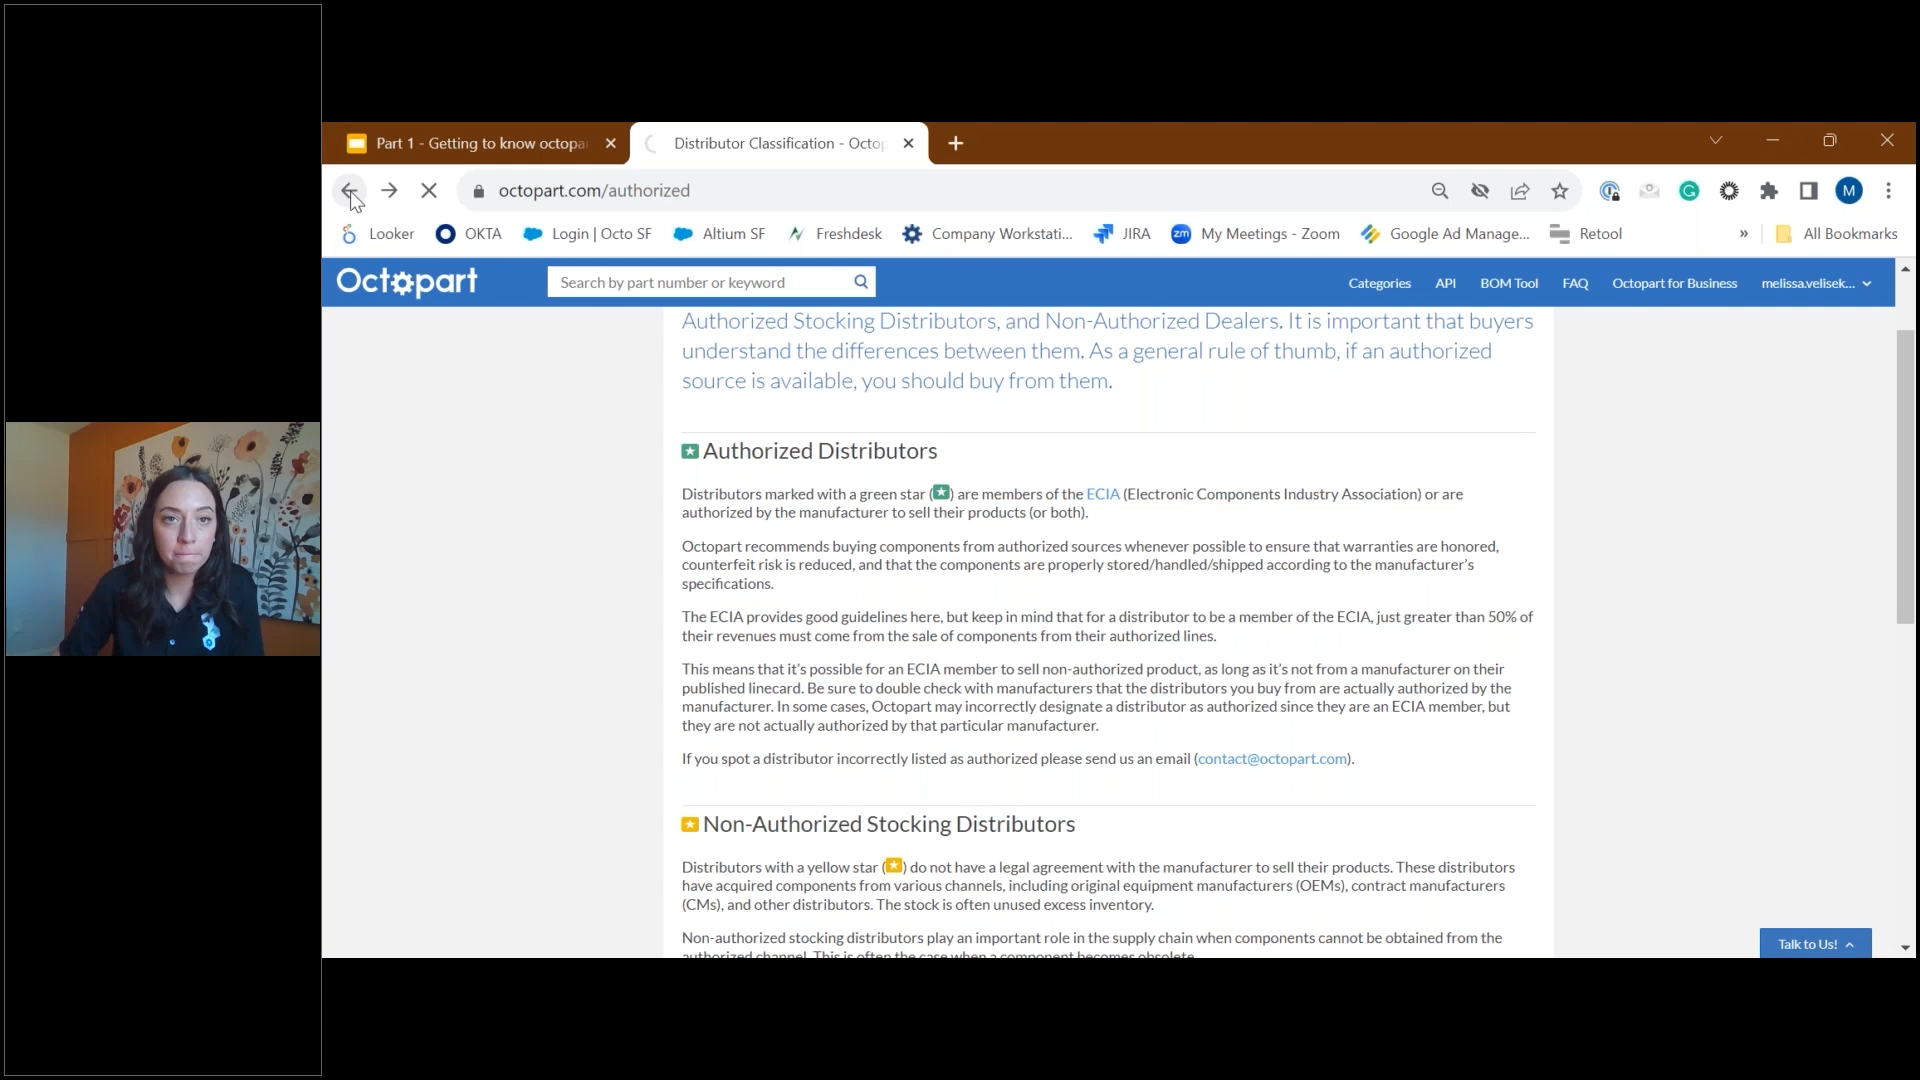 Part 1 - Getting to know octopa
Distributor Classification - Octop
octopart.com/authorized
M
Looker
OKTA
Login | Octo SF
Altium SF
Freshdesk
Company Workstati...
JIRA
zm
My Meetings - Zoom
Google Ad Manage...
Retool
»
All Bookmarks
Octopart
Search by part number or keyword
Categories
API
BOM Tool
FAQ
Octopart for Business
melissa.velisek...
Authorized Stocking Distributors, and Non-Authorized Dealers. It is important that buyers
understand the differences between them. As a general rule of thumb, if an authorized
source is available, you should buy from them.
Authorized Distributors
Distributors marked with a green star ( ) are members of the ECIA (Electronic Components Industry Association) or are
authorized by the manufacturer to sell their products (or both).
Octopart recommends buying components from authorized sources whenever possible to ensure that warranties are honored,
counterfeit risk is reduced, and that the components are properly stored/handled/shipped according to the manufacturer's
specifications.
The ECIA provides good guidelines here, but keep in mind that for a distributor to be a member of the ECIA, just greater than 50% of
their revenues must come from the sale of components from their authorized lines.
This means that it's possible for an ECIA member to sell non-authorized product, as long as it's not from a manufacturer on their
published linecard. Be sure to double check with manufacturers that the distributors you buy from are actually authorized by the
manufacturer. In some cases, Octopart may incorrectly designate a distributor as authorized since they are an ECIA member, but
they are not actually authorized by that particular manufacturer.
If you spot a distributor incorrectly listed as authorized please send us an email (contact@octopart.com).
Non-Authorized Stocking Distributors
Distributors with a yellow star ( ) do not have a legal agreement with the manufacturer to sell their products. These distributors
have acquired components from various channels, including original equipment manufacturers (OEMs), contract manufacturers
(CMs), and other distributors. The stock is often unused excess inventory.
Non-authorized stocking distributors play an important role in the supply chain when components cannot be obtained from the
authorized channel. This is often the case when a component becomes obsolete.
Talk to Us!